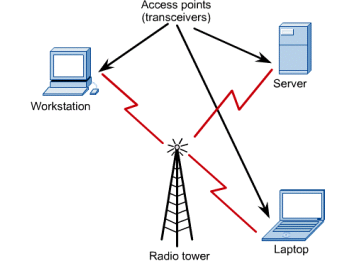 Access points
(transceivers)
Server
Workstation
Radio tower
Laptop